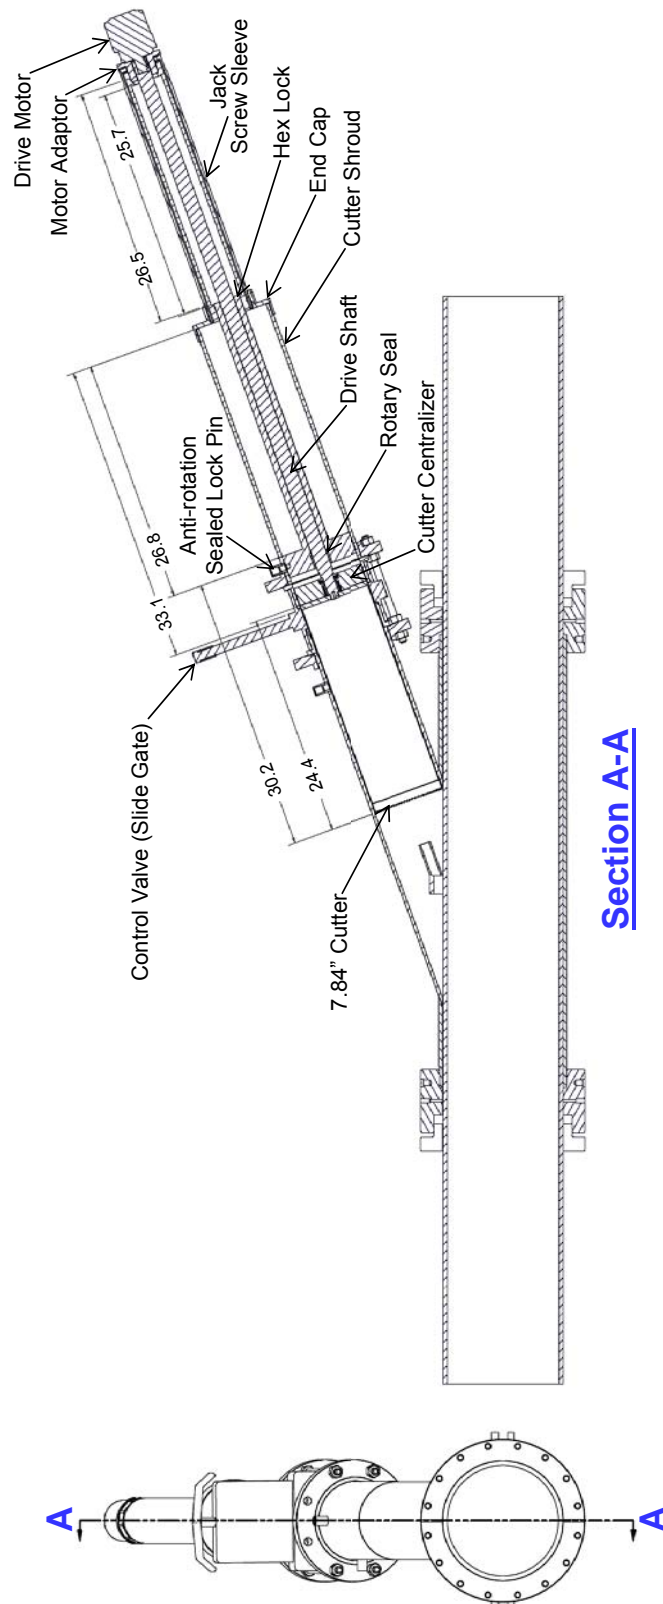 Drive Motor
Motor Adaptor
25.7
26.5
Jack
Screw Sleeve
Hex Lock
End Cap
Cutter Shroud
Drive Shaft
Rotary Seal
Cutter Centralizer
Anti-rotation
Sealed Lock Pin
26.8
33.1
Control Valve (Slide Gate)
30.2
24.4
7.84” Cutter
Section A-A
A
A